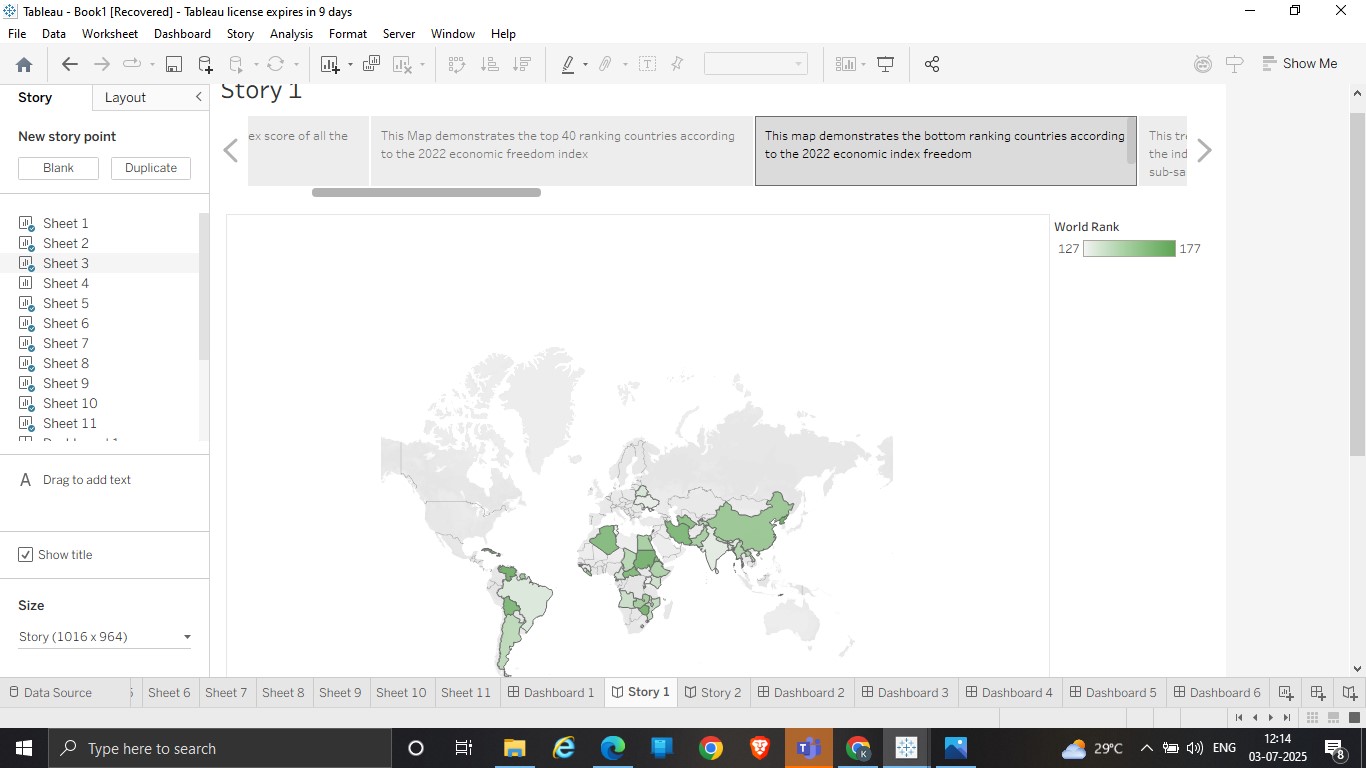 Tableau - Book1 [Recovered] - Tableau license expires in 9 days
File Data Worksheet Dashboard Story Analysis Format Server Window Help
Show Me
Story Layout
New story point
Blank Duplicate
Sheet 1
Sheet 2
Sheet 3
Sheet 4
Sheet 5
Sheet 6
Sheet 7
Sheet 8
Sheet 9
Sheet 10
Sheet 11
A Drag to add text
Show title
Size
Story (1016 x 964)
Story 1
ex score of all the
This Map demonstrates the top 40 ranking countries according
to the 2022 economic freedom index
This map demonstrates the bottom ranking countries according
to the 2022 economic index freedom
This tre
the ind
sub-sa
World Rank
127 177
Data Source Sheet 6 Sheet 7 Sheet 8 Sheet 9 Sheet 10 Sheet 11 Dashboard 1 Story 1 Story 2 Dashboard 2 Dashboard 3 Dashboard 4 Dashboard 5 Dashboard 6
Type here to search
29°C ENG
12:14
03-07-2025
8